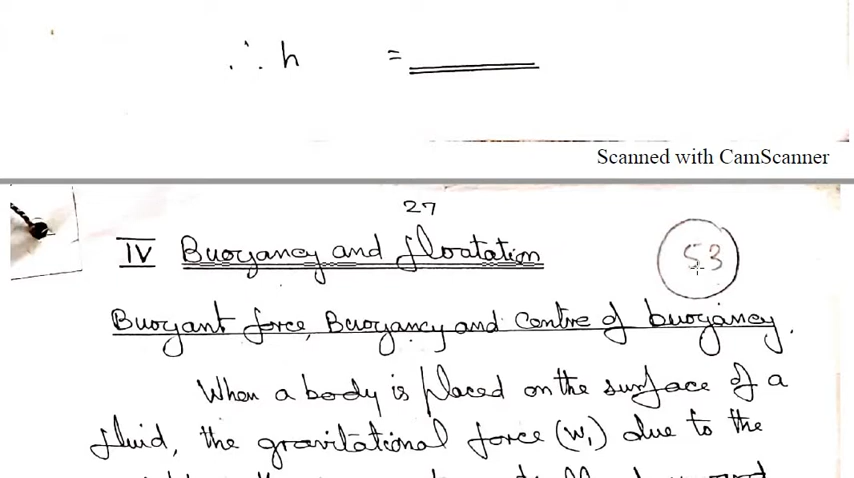 ∴ h = 
Scanned with CamScanner
27
IV Buoyancy and floatation
53
Buoyant force, Buoyancy and Centre of buoyancy.
When a body is placed on the surface of a
fluid, the gravitational force (W₁) due to the